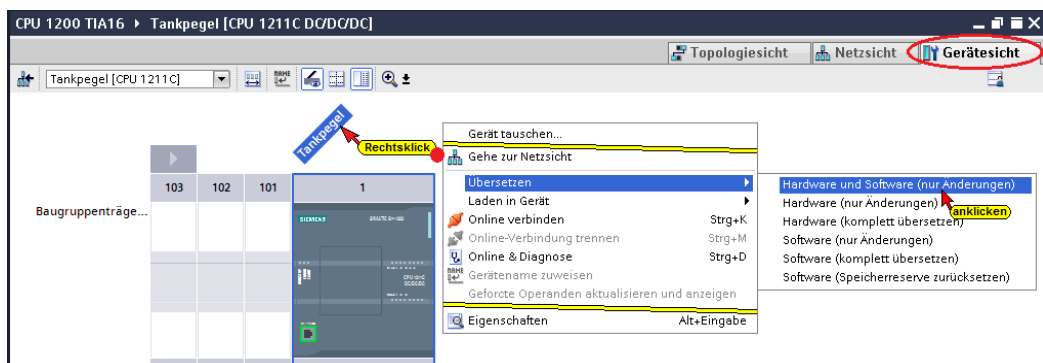 CPU 1200 TIA16 ▸ Tankpegel [CPU 1211C DC/DC/DC]
Topologiesicht Netzsicht Gerätesicht
Tankpegel [CPU 1211C]
Tankpegel
Rechtsklick
103 102 101 1
Baugruppenträge...
SIEMENS
Gerät tauschen...
Gehe zur Netzsicht
Übersetzen
Laden in Gerät
Online verbinden Strg+K
Online-Verbindung trennen Strg+M
Online & Diagnose Strg+D
Gerätename zuweisen
Geforcte Operanden aktualisieren und anzeigen
Eigenschaften Alt+Eingabe
Hardware und Software (nur Änderungen)
Hardware (nur Änderungen)
anklicken
Hardware (komplett übersetzen)
Software (nur Änderungen)
Software (komplett übersetzen)
Software (Speicherreserve zurücksetzen)